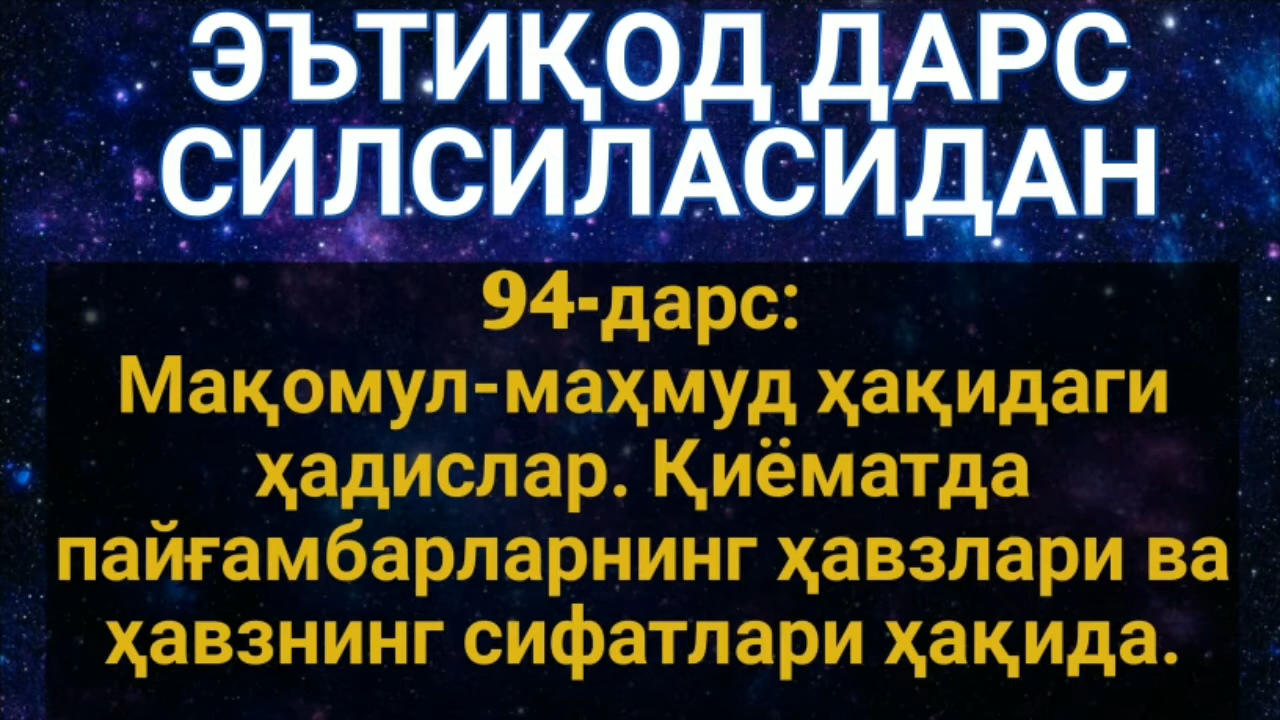 ЭЪТИҚОД ДАРС
СИЛСИЛАСИДАН
94-дарс:
Мақомул-маҳмуд ҳақидаги
ҳадислар. Қиёматда
пайғамбарларнинг ҳавзлари ва
ҳавзнинг сифатлари ҳақида.